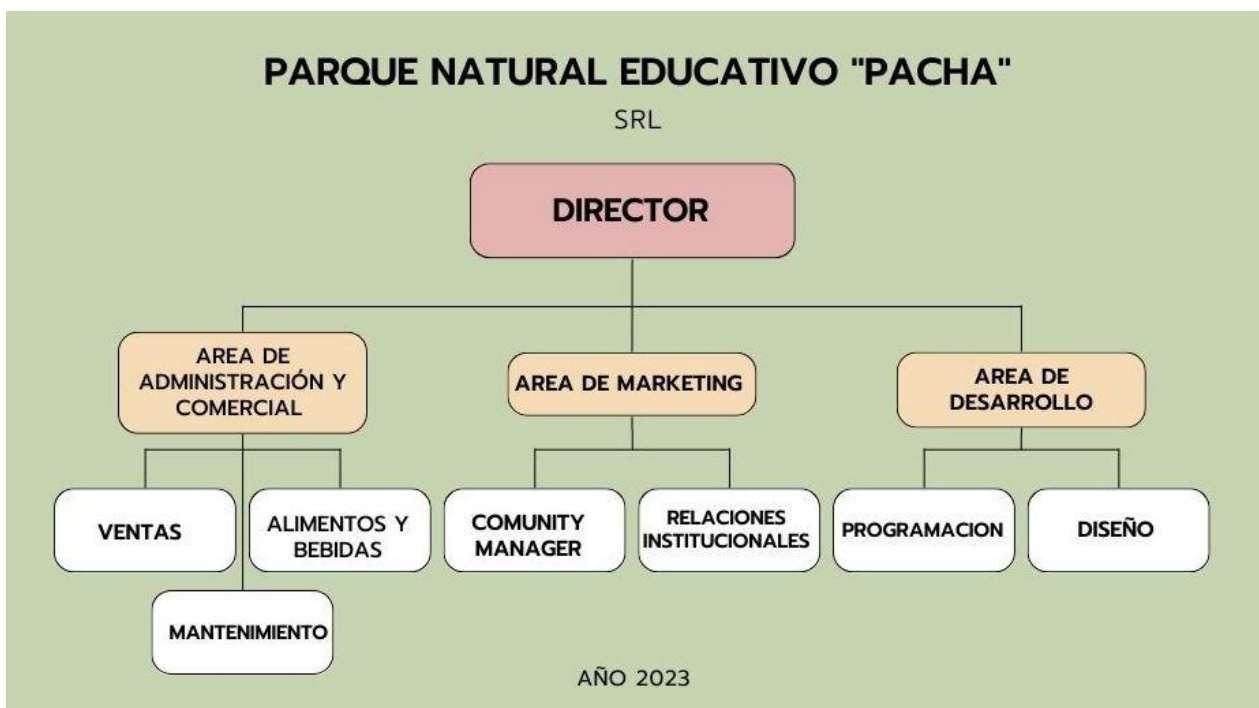 PARQUE NATURAL EDUCATIVO "PACHA"
SRL
DIRECTOR
AREA DE
ADMINISTRACIÓN Y
COMERCIAL
AREA DE MARKETING
AREA DE
DESARROLLO
VENTAS
ALIMENTOS Y
BEBIDAS
COMUNITY
MANAGER
RELACIONES
INSTITUCIONALES
PROGRAMACION
DISEÑO
MANTENIMIENTO
AÑO 2023